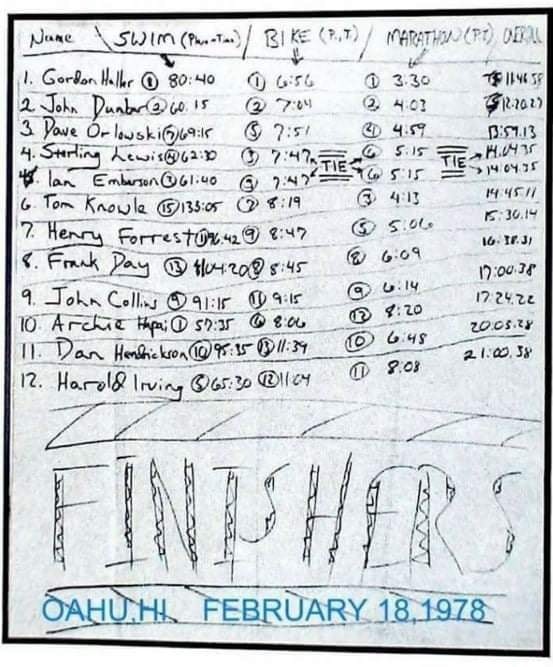 Name \ SWIM (Place-Time) / BIKE (P., T.) / MARATHON (P.T.) OVERALL
1. Gordon Haller (8) 80:40 (1) 6:56 (1) 3:30 11:46.58
2. John Dunbar (2) 60.15 (2) 7:04 (2) 4:03 12:20.27
3. Dave Orlowski (7) 69:15 (5) 7:51 (4) 4:59 13:59.13
4. Sterling Lewis (4) 62:30 (3) 7:47 TIE (6) 5:15 TIE 14:04.35
5. Ian Emberson (3) 61:40 (3) 7:47 (6) 5:15 14:04.35
6. Tom Knowle (15) 133:05 (7) 8:19 (3) 4:13 14:45.11
7. Henry Forrest (11) 96:42 (9) 8:47 (5) 5:06 15:30.14
8. Frank Day (13) 104:20 (8) 8:45 (8) 6:09 16:38.31
9. John Collins (9) 91:15 (11) 9:15 (9) 6:14 17:00.38
10. Archie Hapai (1) 57:35 (6) 8:06 (13) 8:20 17:24.22
11. Dan Hendrickson (10) 95:35 (13) 11:39 (10) 6:48 20:03.28
12. Harold Irving (5) 65:30 (12) 11:04 (11) 8:08 21:00.38
FINISHERS
OAHU,HI FEBRUARY 18,1978